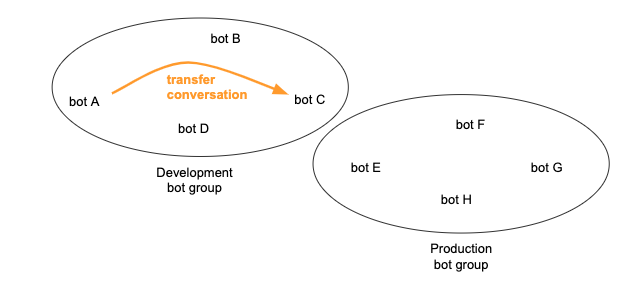 bot B
transfer
conversation
bot A
bot C
bot D
Development
bot group
bot F
bot E
bot G
bot H
Production
bot group